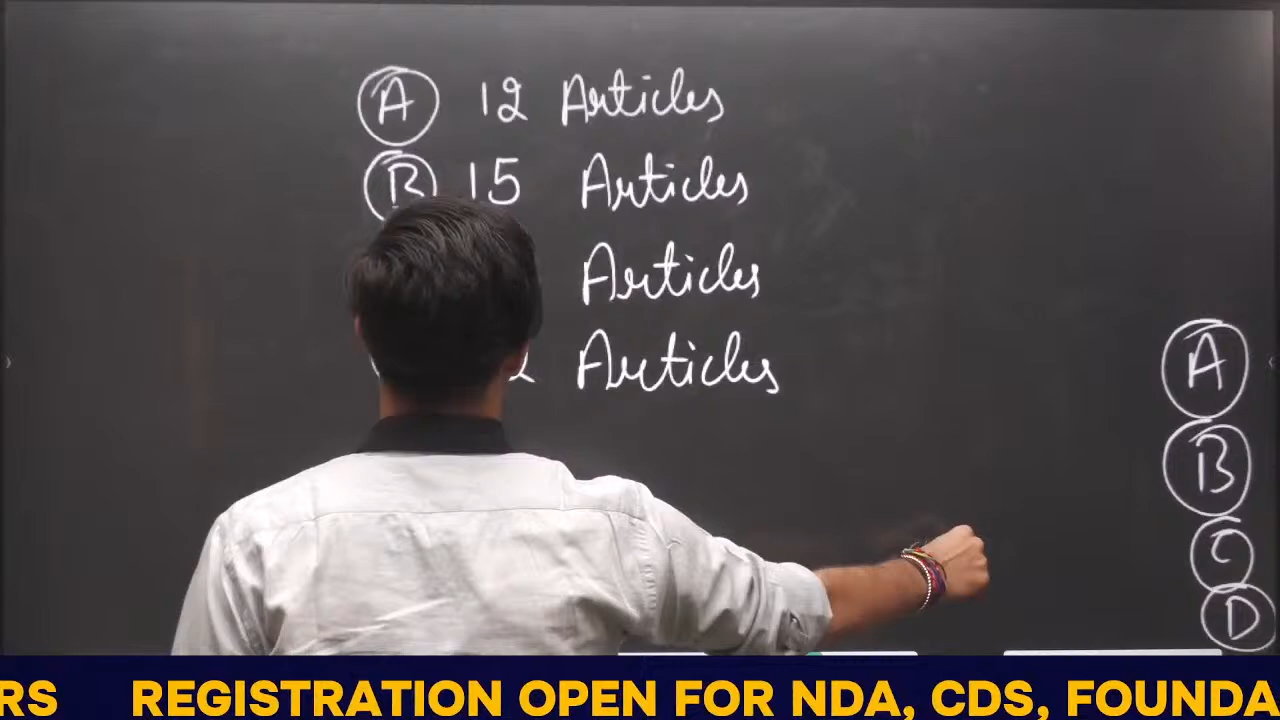 A 12 Articles
B 15 Articles
Articles
Articles
A
B
C
D
RS REGISTRATION OPEN FOR NDA, CDS, FOUNDA